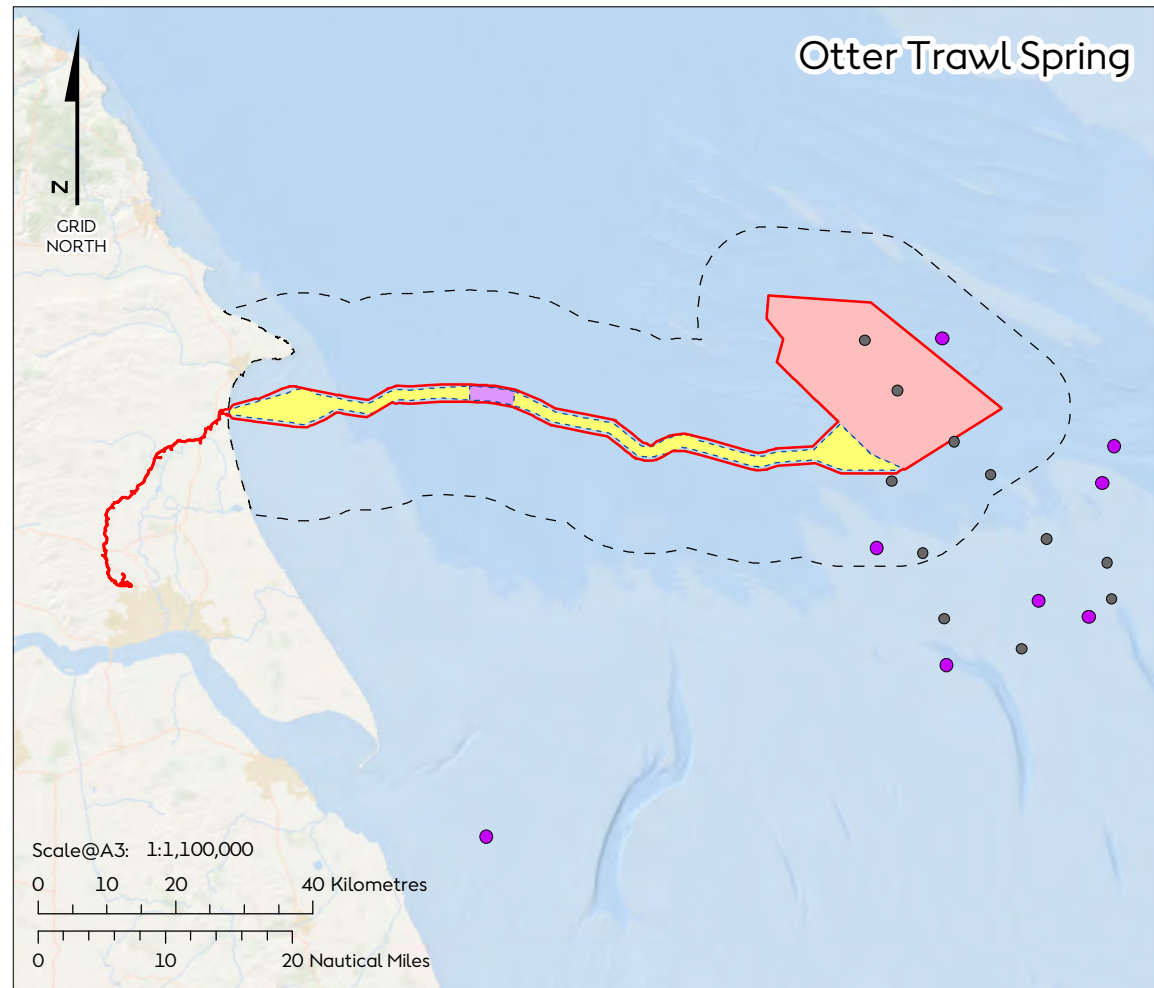 Otter Trawl Spring
N
GRID
NORTH
Scale@A3: 1:1,100,000
0 10 20 40 Kilometres
0 10 20 Nautical Miles